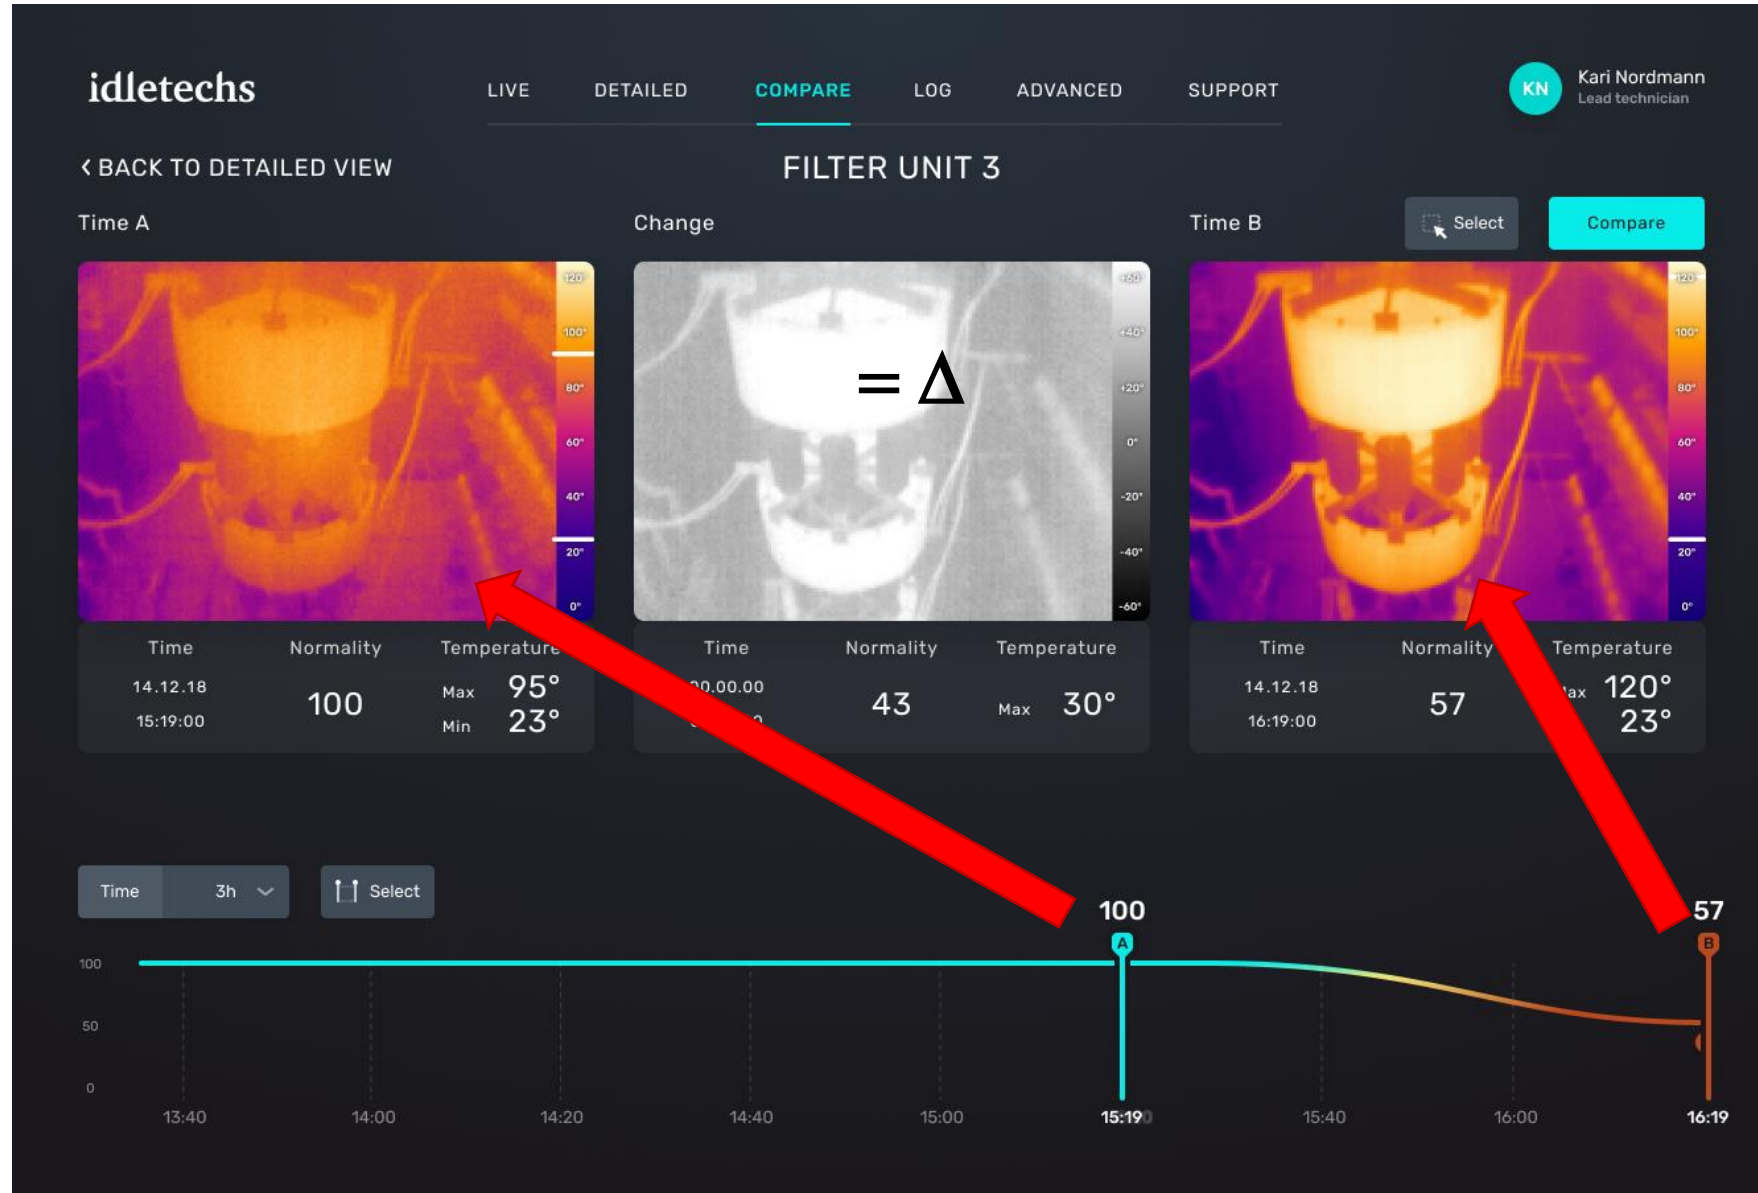 idletechs
LIVE DETAILED COMPARE LOG ADVANCED SUPPORT
KN
Kari Nordmann
Lead technician
< BACK TO DETAILED VIEW
FILTER UNIT 3
Time A
Change
Time B
Select
Compare
120°
100°
80°
60°
40°
20°
0°
= Δ
+60°
+40°
+20°
0°
-20°
-40°
-60°
120°
100°
80°
60°
40°
20°
0°
Time Normality Temperature
14.12.18
15:19:00
100
Max 95°
Min 23°
Time Normality Temperature
00.00.00
43
Max 30°
Time Normality Temperature
14.12.18
16:19:00
57
120°
23°
Time 3h
Select
100
57
A
B
100
50
0
13:40 14:00 14:20 14:40 15:00 15:19 15:40 16:00 16:19